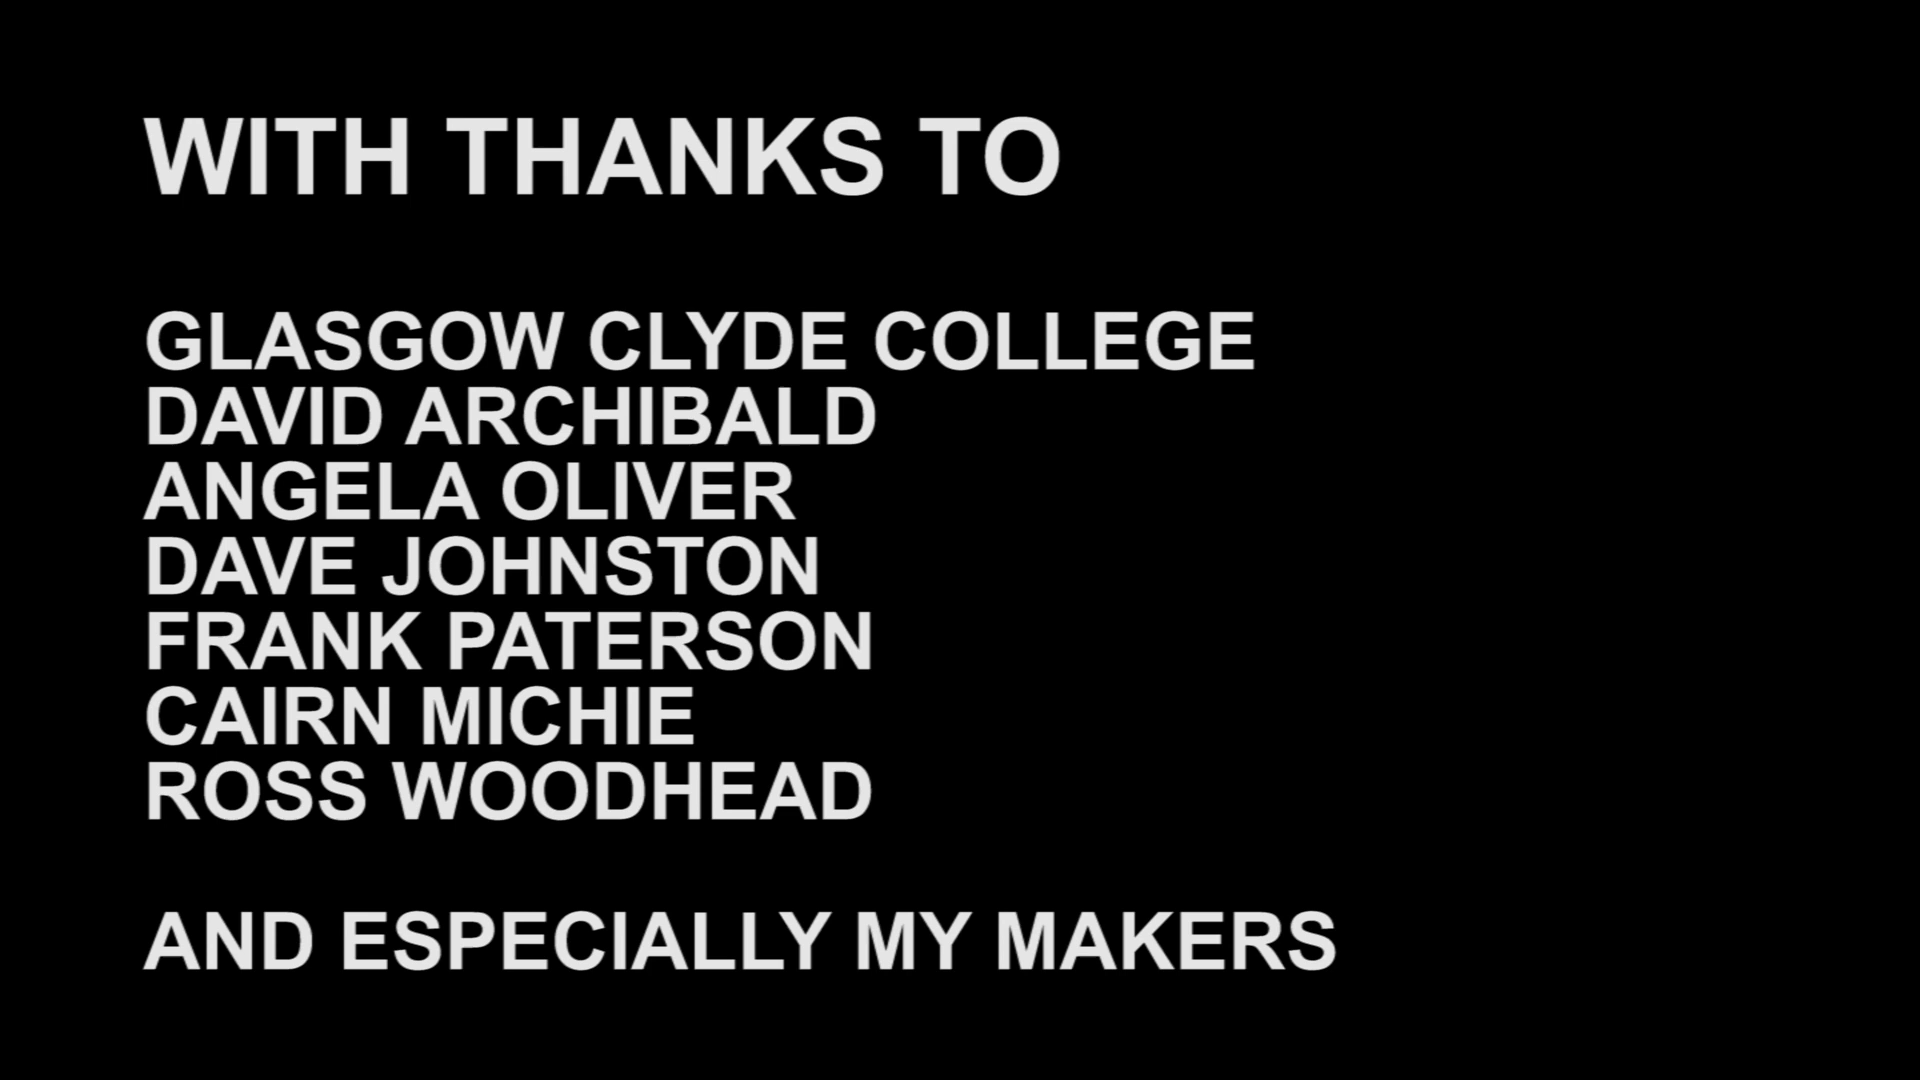 WITH THANKS TO
GLASGOW CLYDE COLLEGE
DAVID ARCHIBALD
ANGELA OLIVER
DAVE JOHNSTON
FRANK PATERSON
CAIRN MICHIE
ROSS WOODHEAD
AND ESPECIALLY MY MAKERS